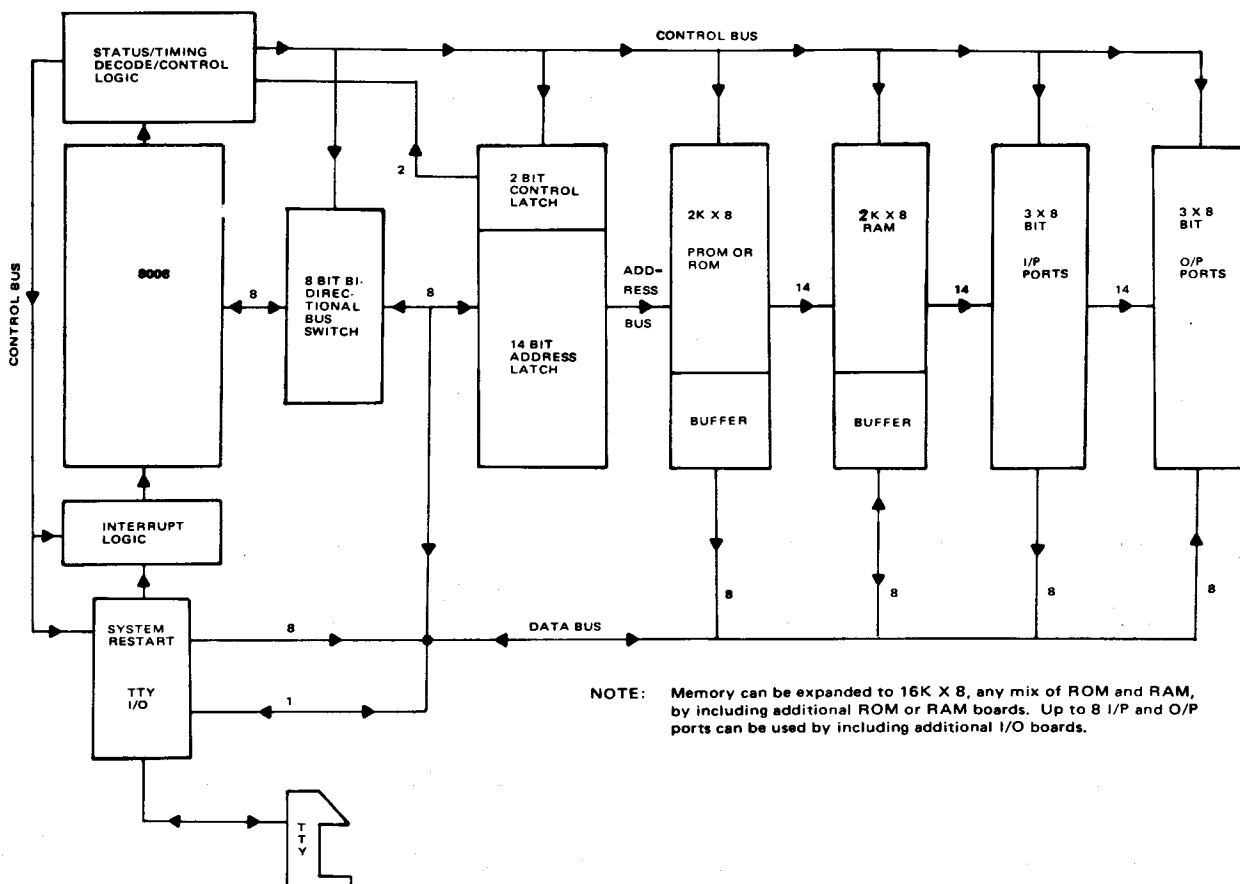 STATUS/TIMING
DECODE/CONTROL
LOGIC
CONTROL BUS
2
2 BIT
CONTROL
LATCH
2K X 8
PROM OR
ROM
2K X 8
RAM
3 X 8
BIT
I/P
PORTS
3 X 8
BIT
O/P
PORTS
CONTROL BUS
8008
8
8 BIT BI-
DIREC-
TIONAL
BUS
SWITCH
8
14 BIT
ADDRESS
LATCH
ADD-
RESS
BUS
14
14
14
BUFFER
BUFFER
INTERRUPT
LOGIC
8
8
8
8
SYSTEM
RESTART
TTY
I/O
8
DATA BUS
1
NOTE: Memory can be expanded to 16K X 8, any mix of ROM and RAM,
by including additional ROM or RAM boards. Up to 8 I/P and O/P
ports can be used by including additional I/O boards.
TTY